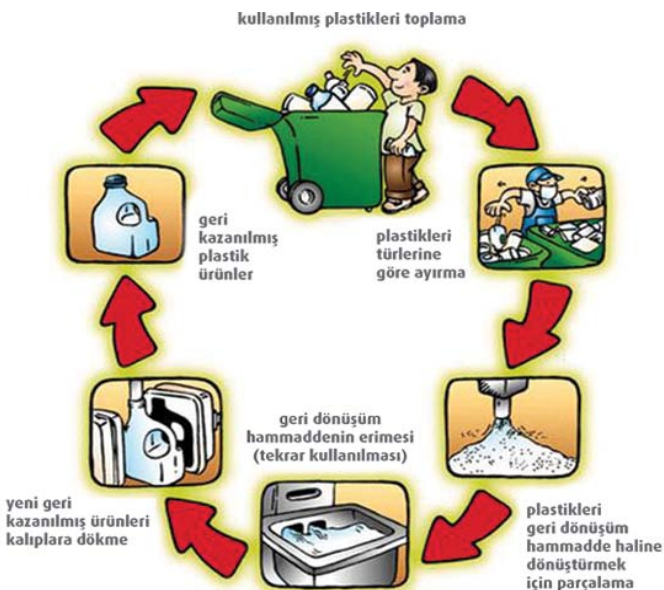 kullanılmış plastikleri toplama
plastikleri
türlerine
göre ayırma
plastikleri
geri dönüşüm
hammadde haline
dönüştürmek
için parçalama
geri dönüşüm
hammaddenin erimesi
(tekrar kullanılması)
yeni geri
kazanılmış ürünleri
kalıplara dökme
geri
kazanılmış
plastik
ürünler